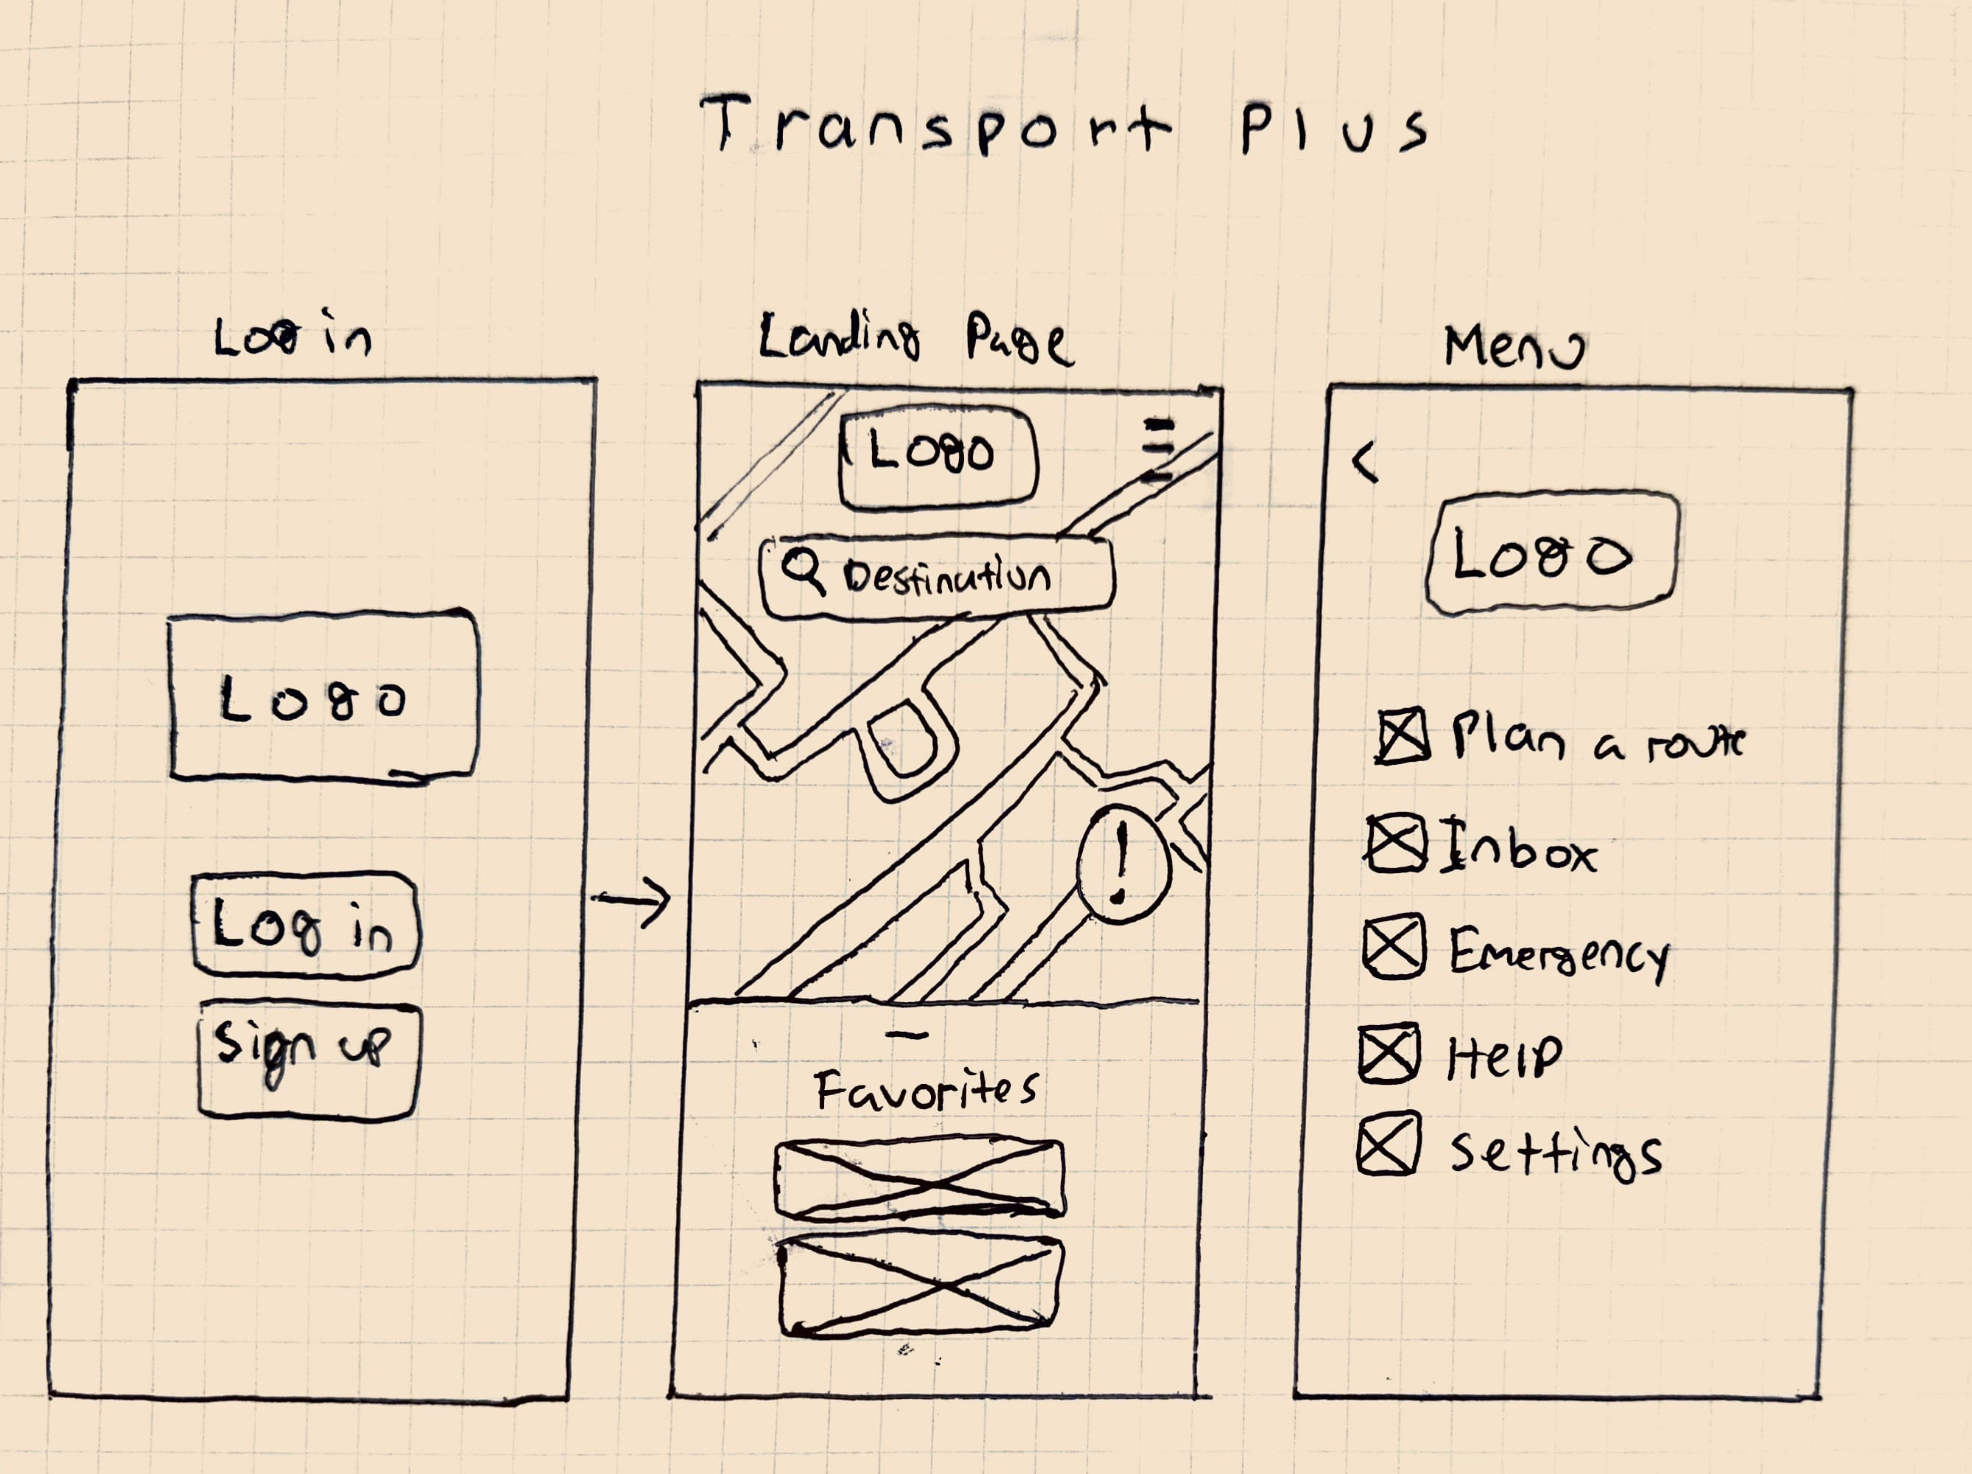 Transport Plus
Log in
Logo
Log in
Sign up
Landing Page
Logo
Destination
!
Favorites
Menu
<
Logo
Plan a route
Inbox
Emergency
Help
settings